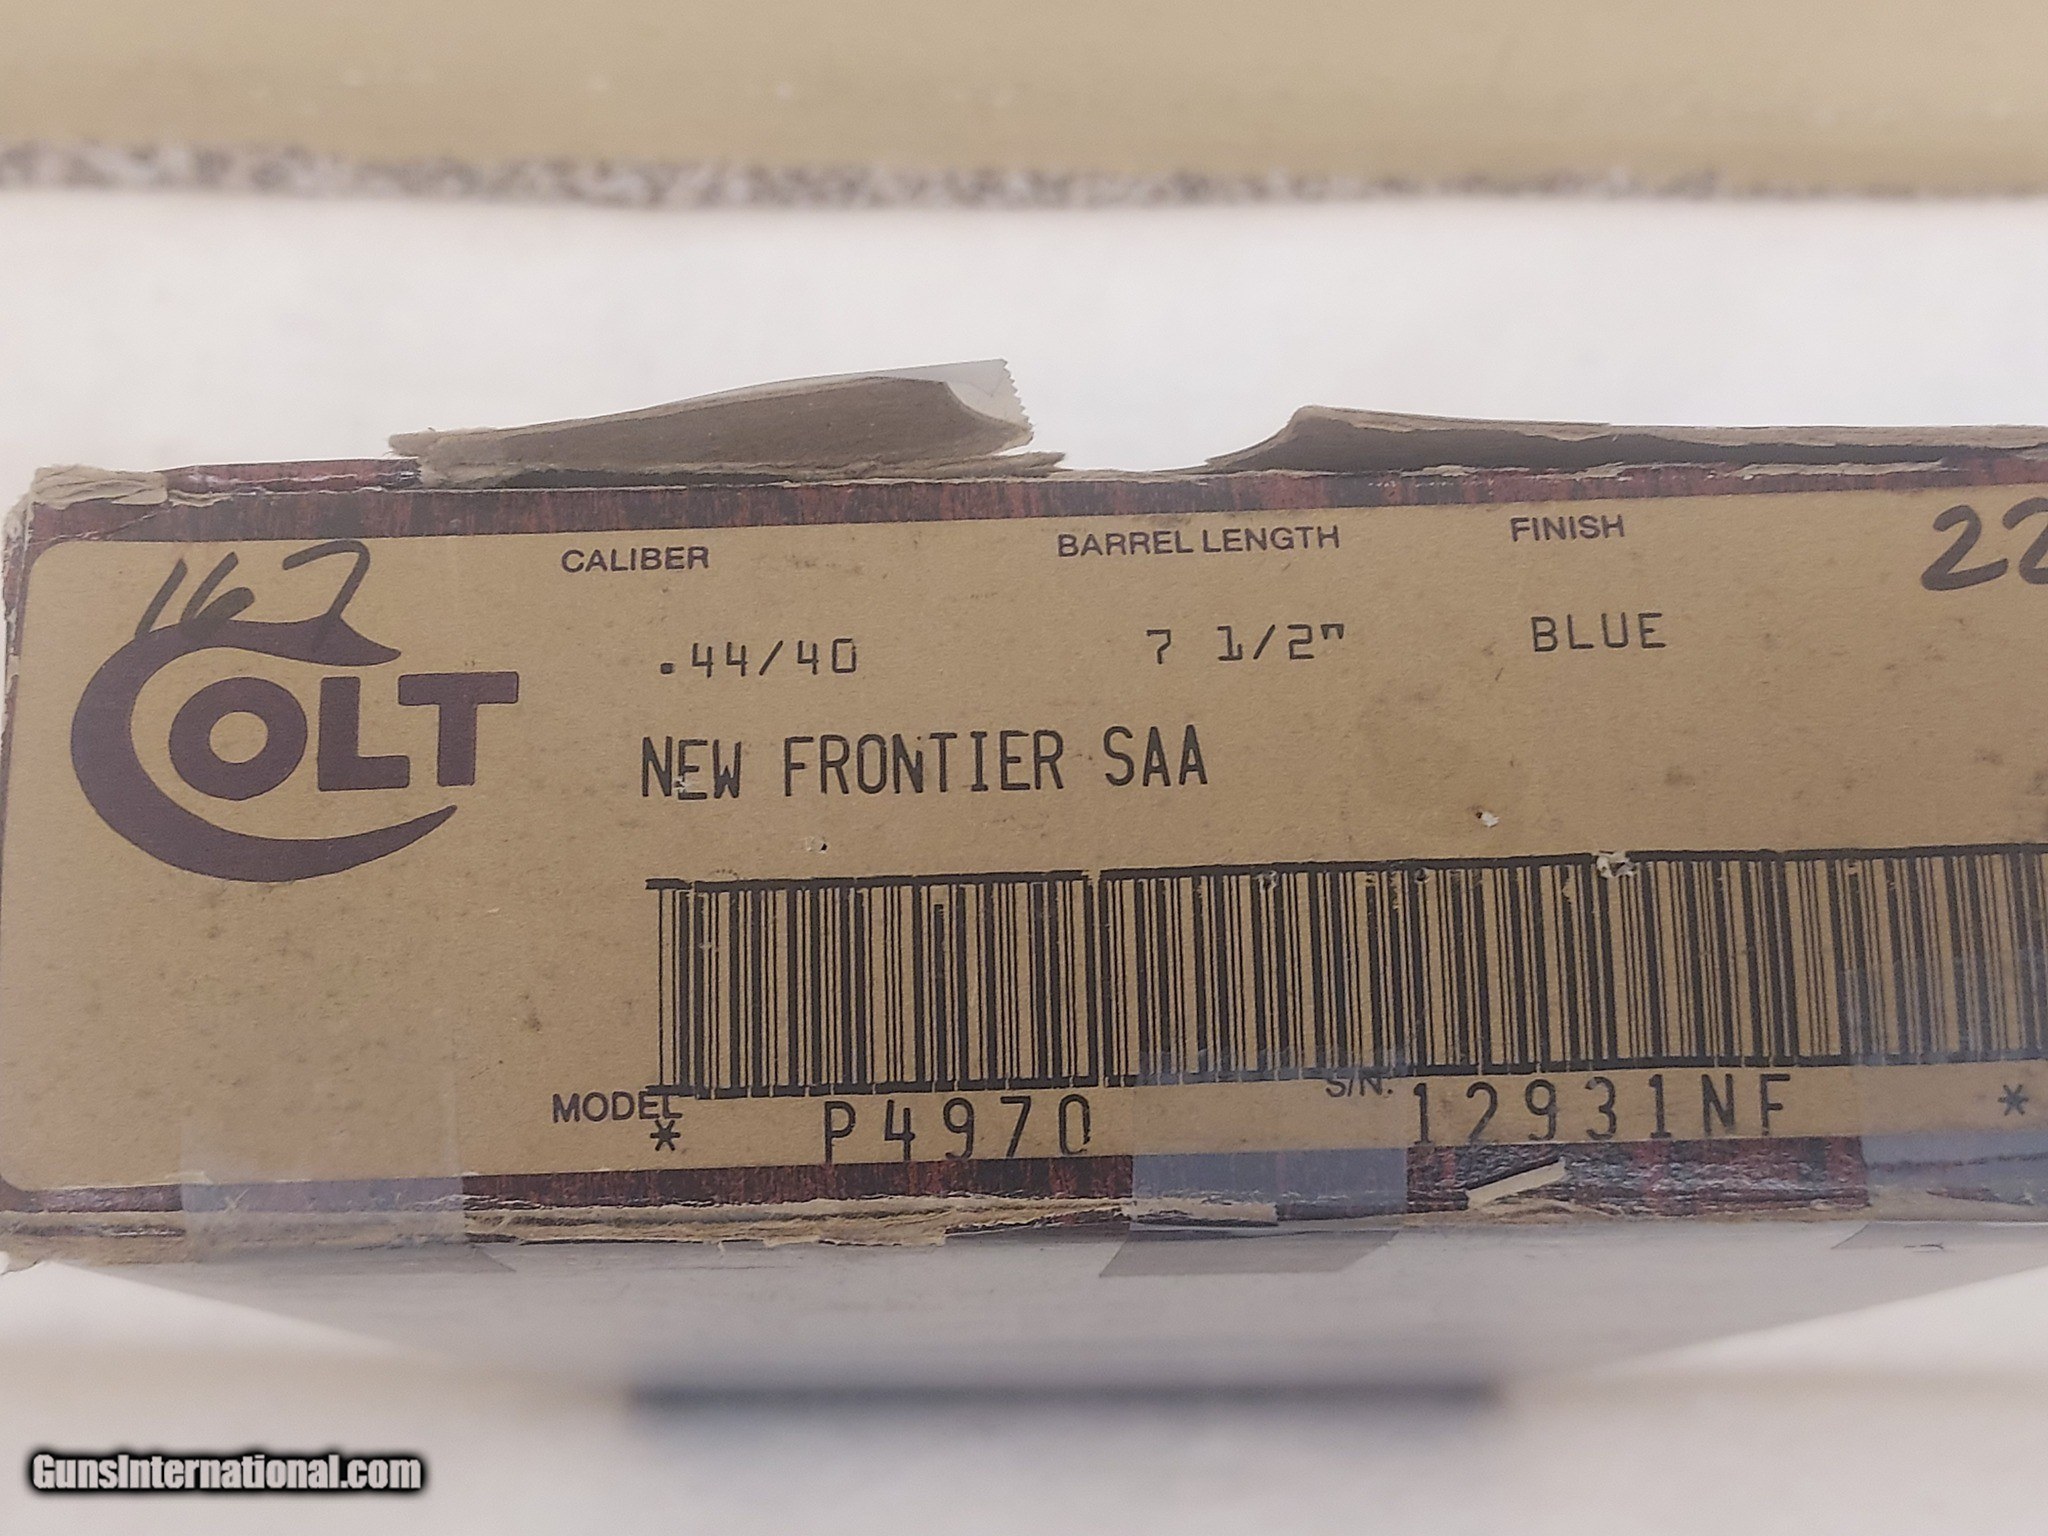 CALIBER BARREL LENGTH FINISH 22
167
COLT
.44/40 7 1/2" BLUE
NEW FRONTIER SAA
MODEL S/N.
* P4970 12931NF *
GunsInternational.com